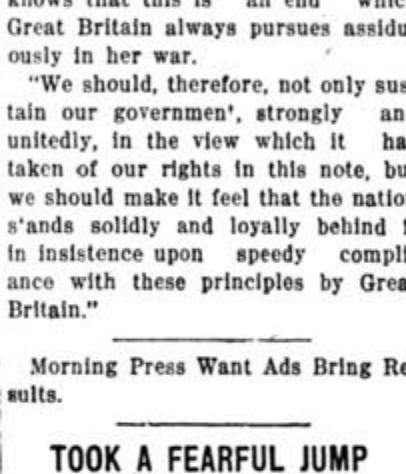 knows that this is an end whic
Great Britain always pursues assidu
ously in her war.
"We should, therefore, not only sus
tain our governmen', strongly an
unitedly, in the view which it ha
taken of our rights in this note, bu
we should make it feel that the natio
s'ands solidly and loyally behind i
in insistence upon speedy compli
ance with these principles by Grea
Britain."
Morning Press Want Ads Bring Re
sults.
TOOK A FEARFUL JUMP